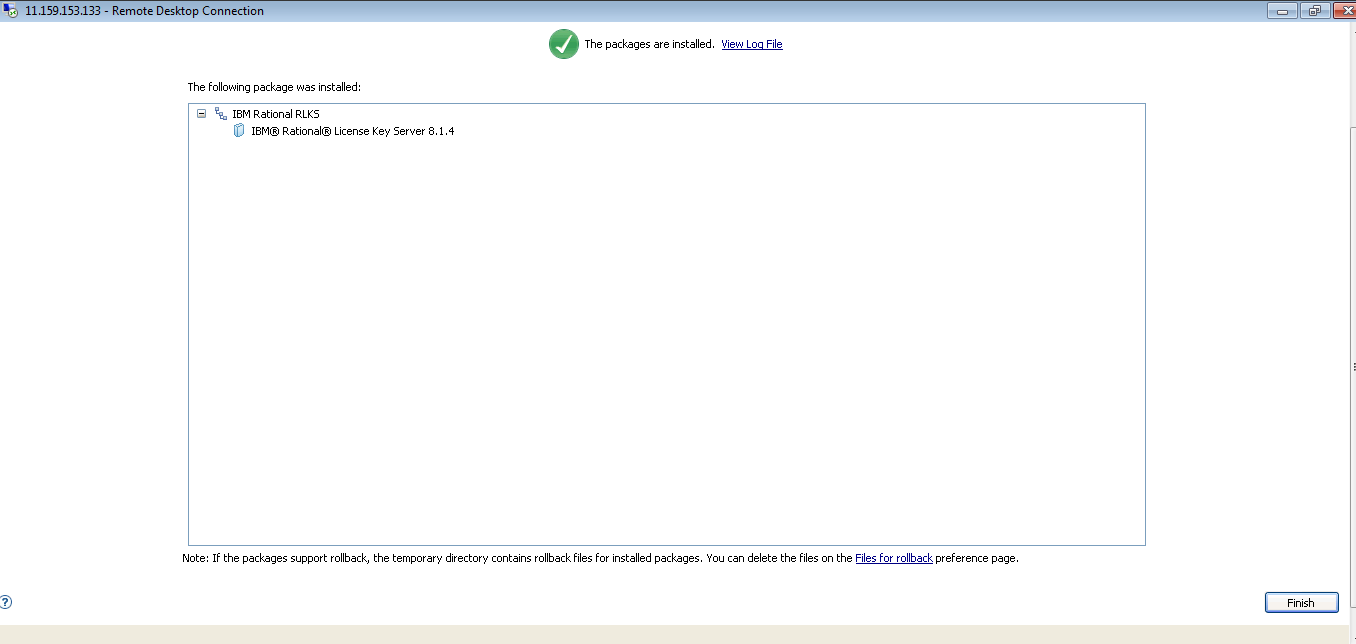 11.159.153.133 - Remote Desktop Connection
The packages are installed. View Log File
The following package was installed:
IBM Rational RLKS
IBM® Rational® License Key Server 8.1.4
Note: If the packages support rollback, the temporary directory contains rollback files for installed packages. You can delete the files on the Files for rollback preference page.
?
Finish